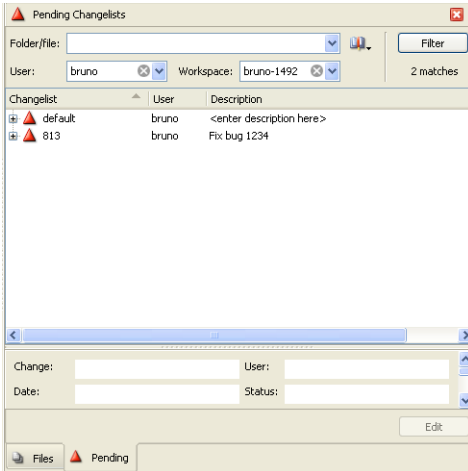 Pending Changelists
Folder/file:
Filter
User: bruno Workspace: bruno-1492 2 matches
Changelist User Description
default bruno <enter description here>
813 bruno Fix bug 1234
Change: User:
Date: Status:
Edit
Files Pending